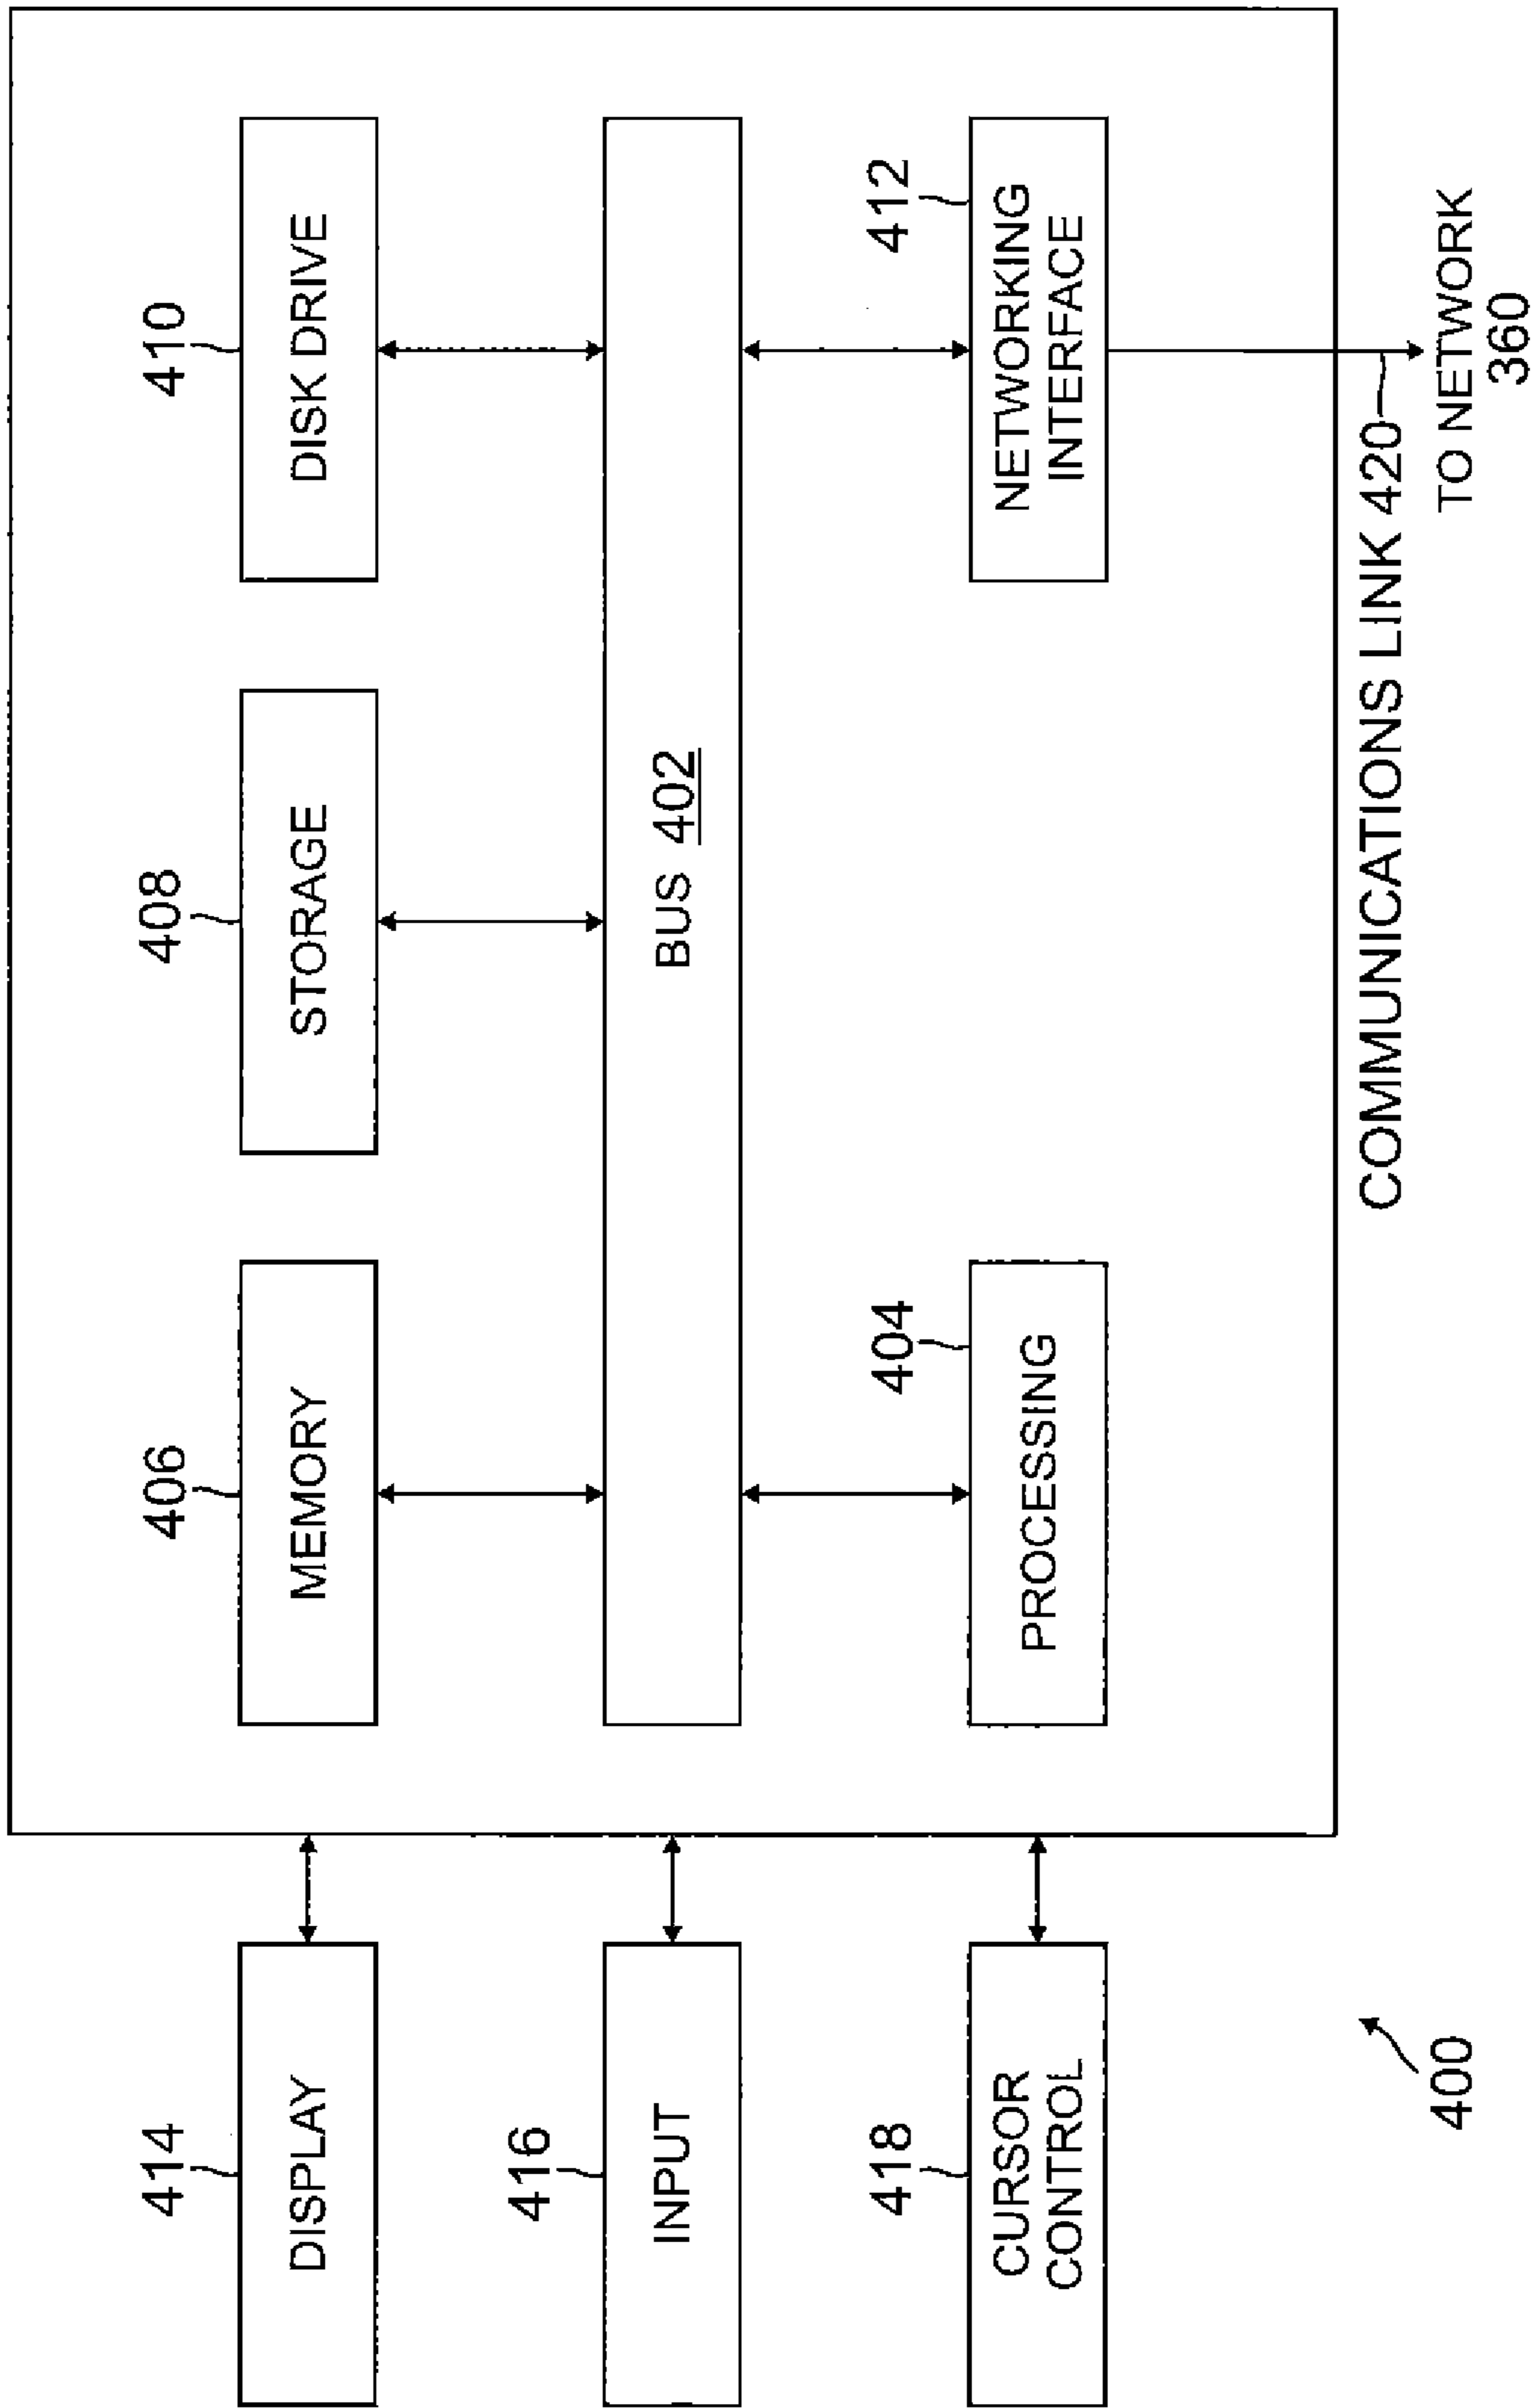 414
DISPLAY
406
MEMORY
408
STORAGE
410
DISK DRIVE
416
INPUT
BUS 402
418
CURSOR
CONTROL
404
PROCESSING
412
NETWORKING
INTERFACE
COMMUNICATIONS LINK 420
TO NETWORK
360
400